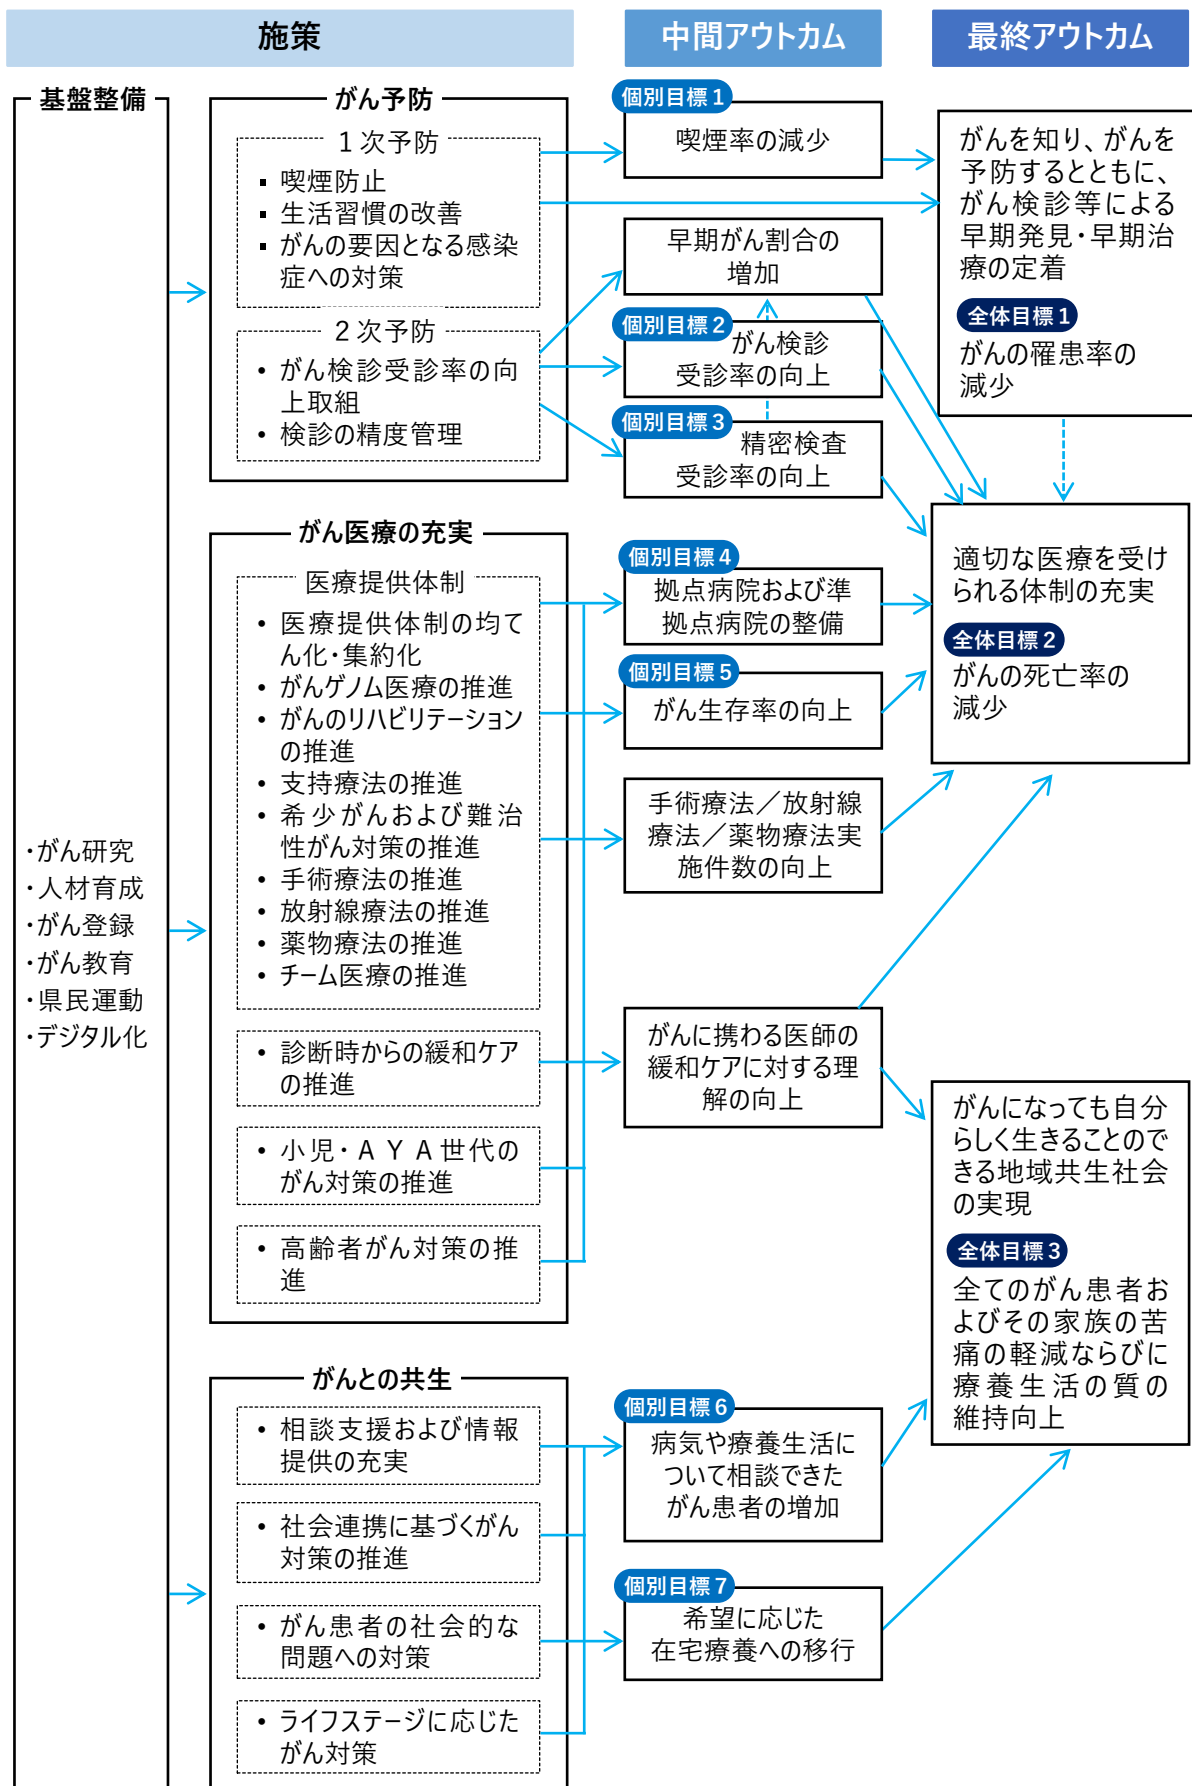 施策
中間アウトカム
最終アウトカム
基盤整備
・がん研究
・人材育成
・がん登録
・がん教育
・県民運動
・デジタル化
がん予防
１次予防
▪ 喫煙防止
▪ 生活習慣の改善
▪ がんの要因となる感染
症への対策
２次予防
• がん検診受診率の向
上取組
• 検診の精度管理
がん医療の充実
医療提供体制
• 医療提供体制の均て
ん化・集約化
• がんゲノム医療の推進
• がんのリハビリテーション
の推進
• 支持療法の推進
• 希少がんおよび難治
性がん対策の推進
• 手術療法の推進
• 放射線療法の推進
• 薬物療法の推進
• チーム医療の推進
• 診断時からの緩和ケア
の推進
• 小児・ＡＹＡ世代の
がん対策の推進
• 高齢者がん対策の推
進
がんとの共生
• 相談支援および情報
提供の充実
• 社会連携に基づくがん
対策の推進
• がん患者の社会的な
問題への対策
• ライフステージに応じた
がん対策
個別目標１
喫煙率の減少
早期がん割合の
増加
個別目標２
がん検診
受診率の向上
個別目標３
精密検査
受診率の向上
個別目標４
拠点病院および準
拠点病院の整備
個別目標５
がん生存率の向上
手術療法／放射線
療法／薬物療法実
施件数の向上
がんに携わる医師の
緩和ケアに対する理
解の向上
個別目標６
病気や療養生活に
ついて相談できた
がん患者の増加
個別目標７
希望に応じた
在宅療養への移行
がんを知り、がんを
予防するとともに、
がん検診等による
早期発見・早期治
療の定着
全体目標１
がんの罹患率の
減少
適切な医療を受け
られる体制の充実
全体目標２
がんの死亡率の
減少
がんになっても自分
らしく生きることので
きる地域共生社会
の実現
全体目標３
全てのがん患者お
よびその家族の苦
痛の軽減ならびに
療養生活の質の
維持向上